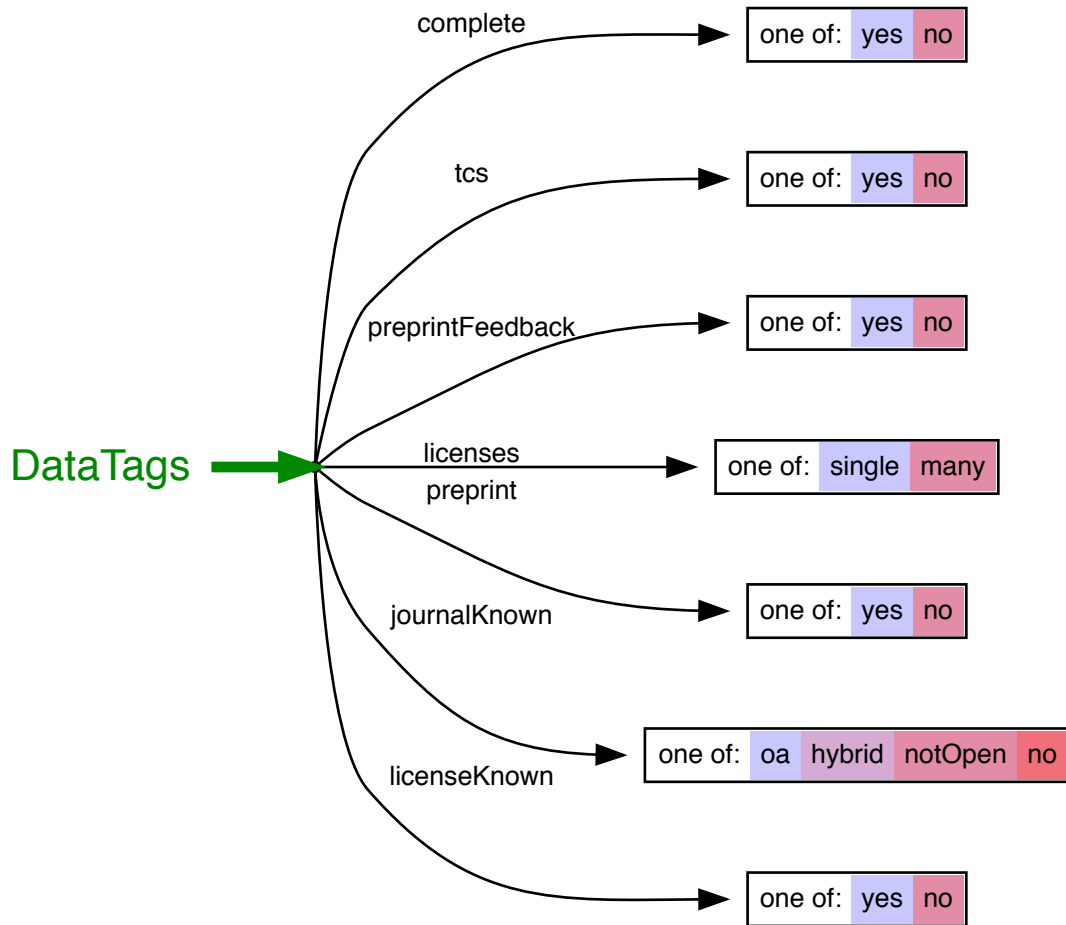 complete
one of: yes no
tcs
one of: yes no
preprintFeedback
one of: yes no
DataTags
licenses
one of: single many
preprint
one of: yes no
journalKnown
one of: oa hybrid notOpen no
licenseKnown
one of: yes no